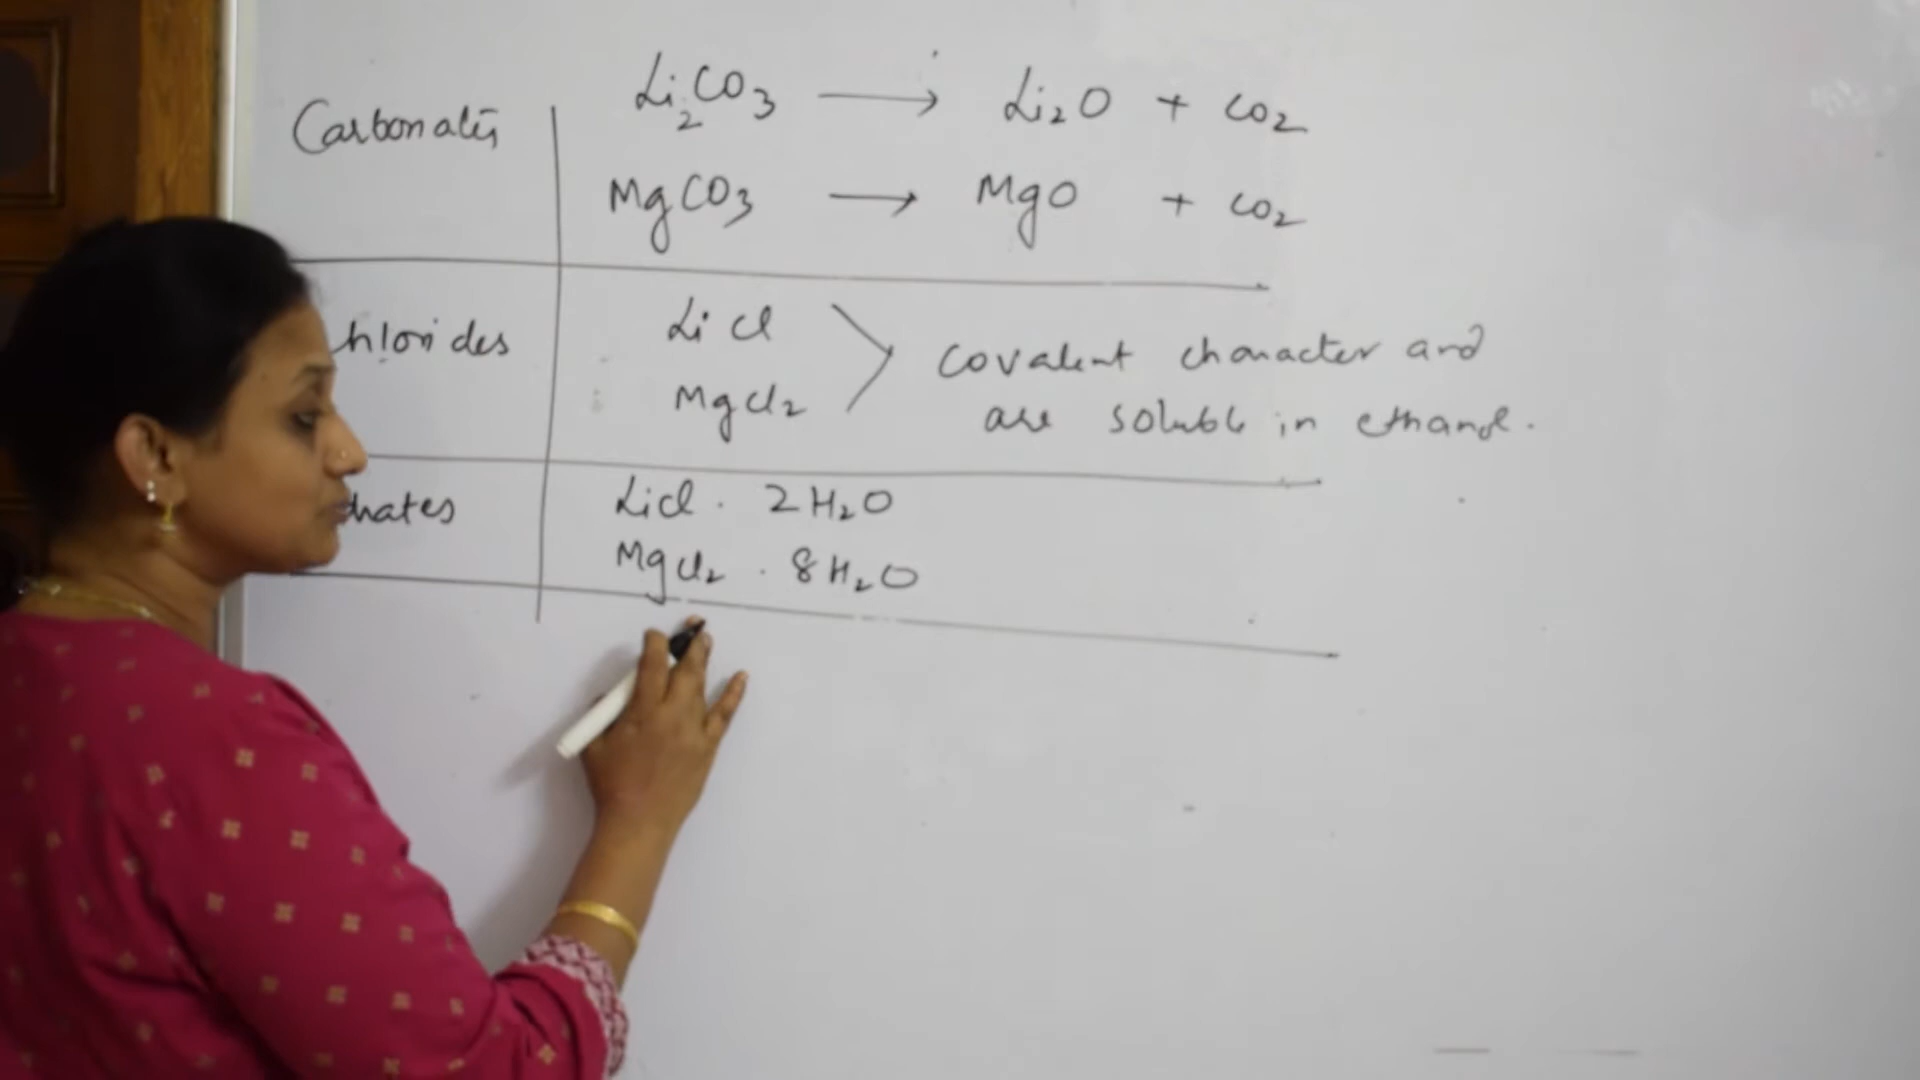 Carbonates
Li2CO3 → Li2O + CO2
MgCO3 → MgO + CO2
hlorides
LiCl
MgCl2
covalent character and
are soluble in ethanol.
drates
LiCl . 2H2O
MgCl2 . 8H2O